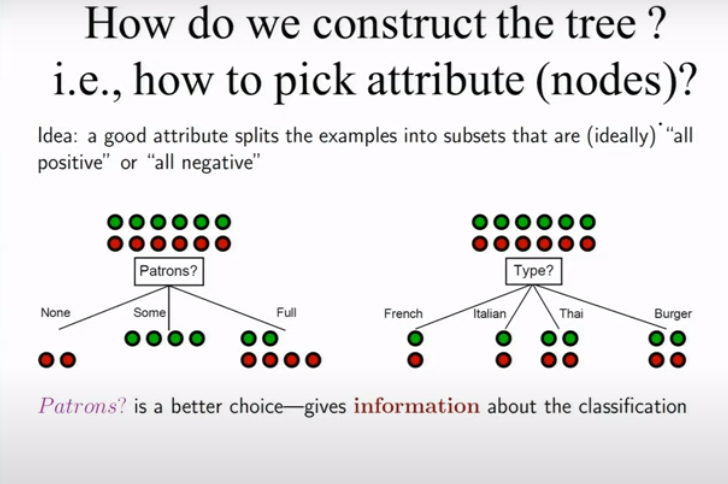 How do we construct the tree ?
i.e., how to pick attribute (nodes)?
Idea: a good attribute splits the examples into subsets that are (ideally) “all
positive” or “all negative”
Patrons?
None Some Full
Type?
French Italian Thai Burger
Patrons? is a better choice—gives information about the classification